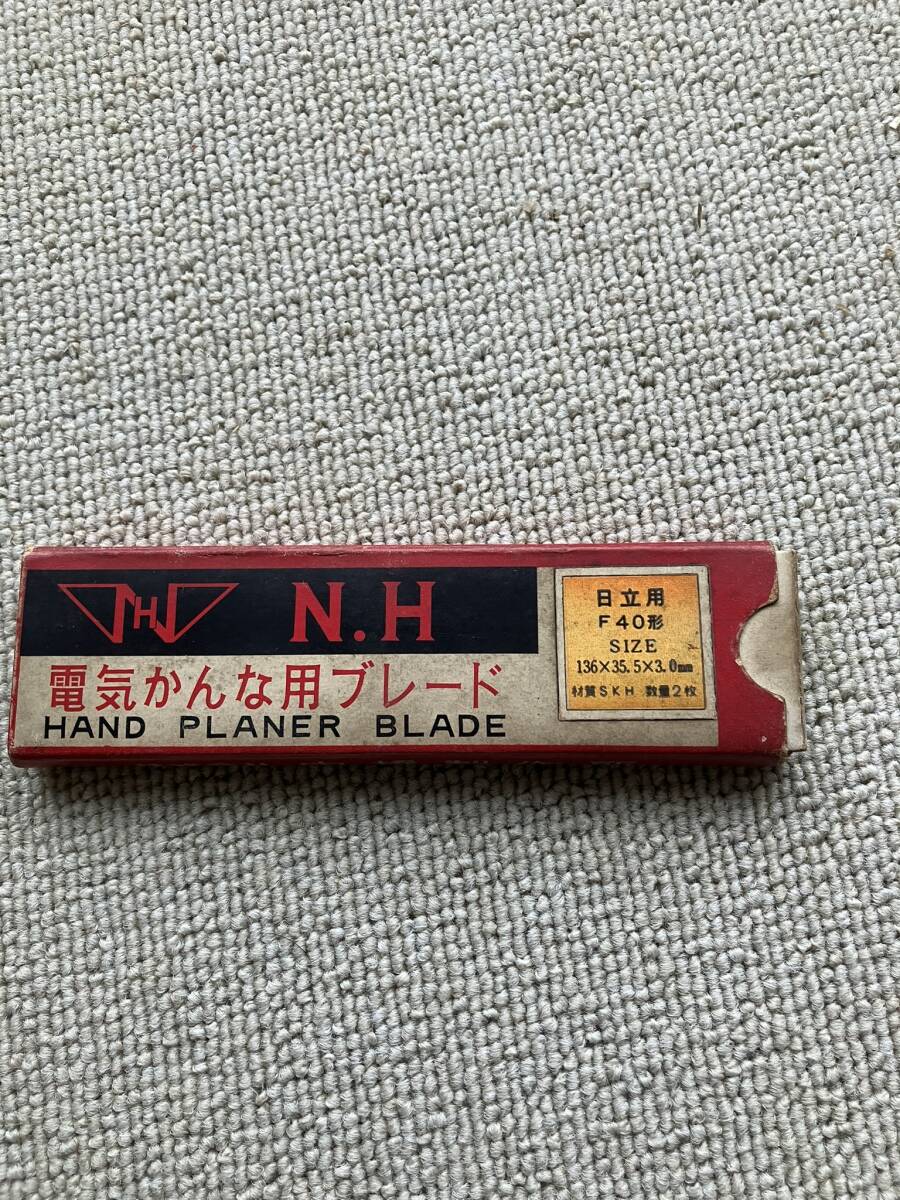 NHN
N.H
電気かんな用ブレード
HAND PLANER BLADE
日立用
F40形
SIZE
136×35.5×3.0mm
材質SKH 数量2枚